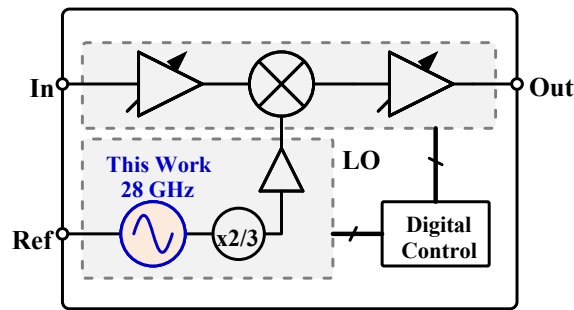 In
Out
This Work
28 GHz
LO
Ref
x2/3
Digital
Control